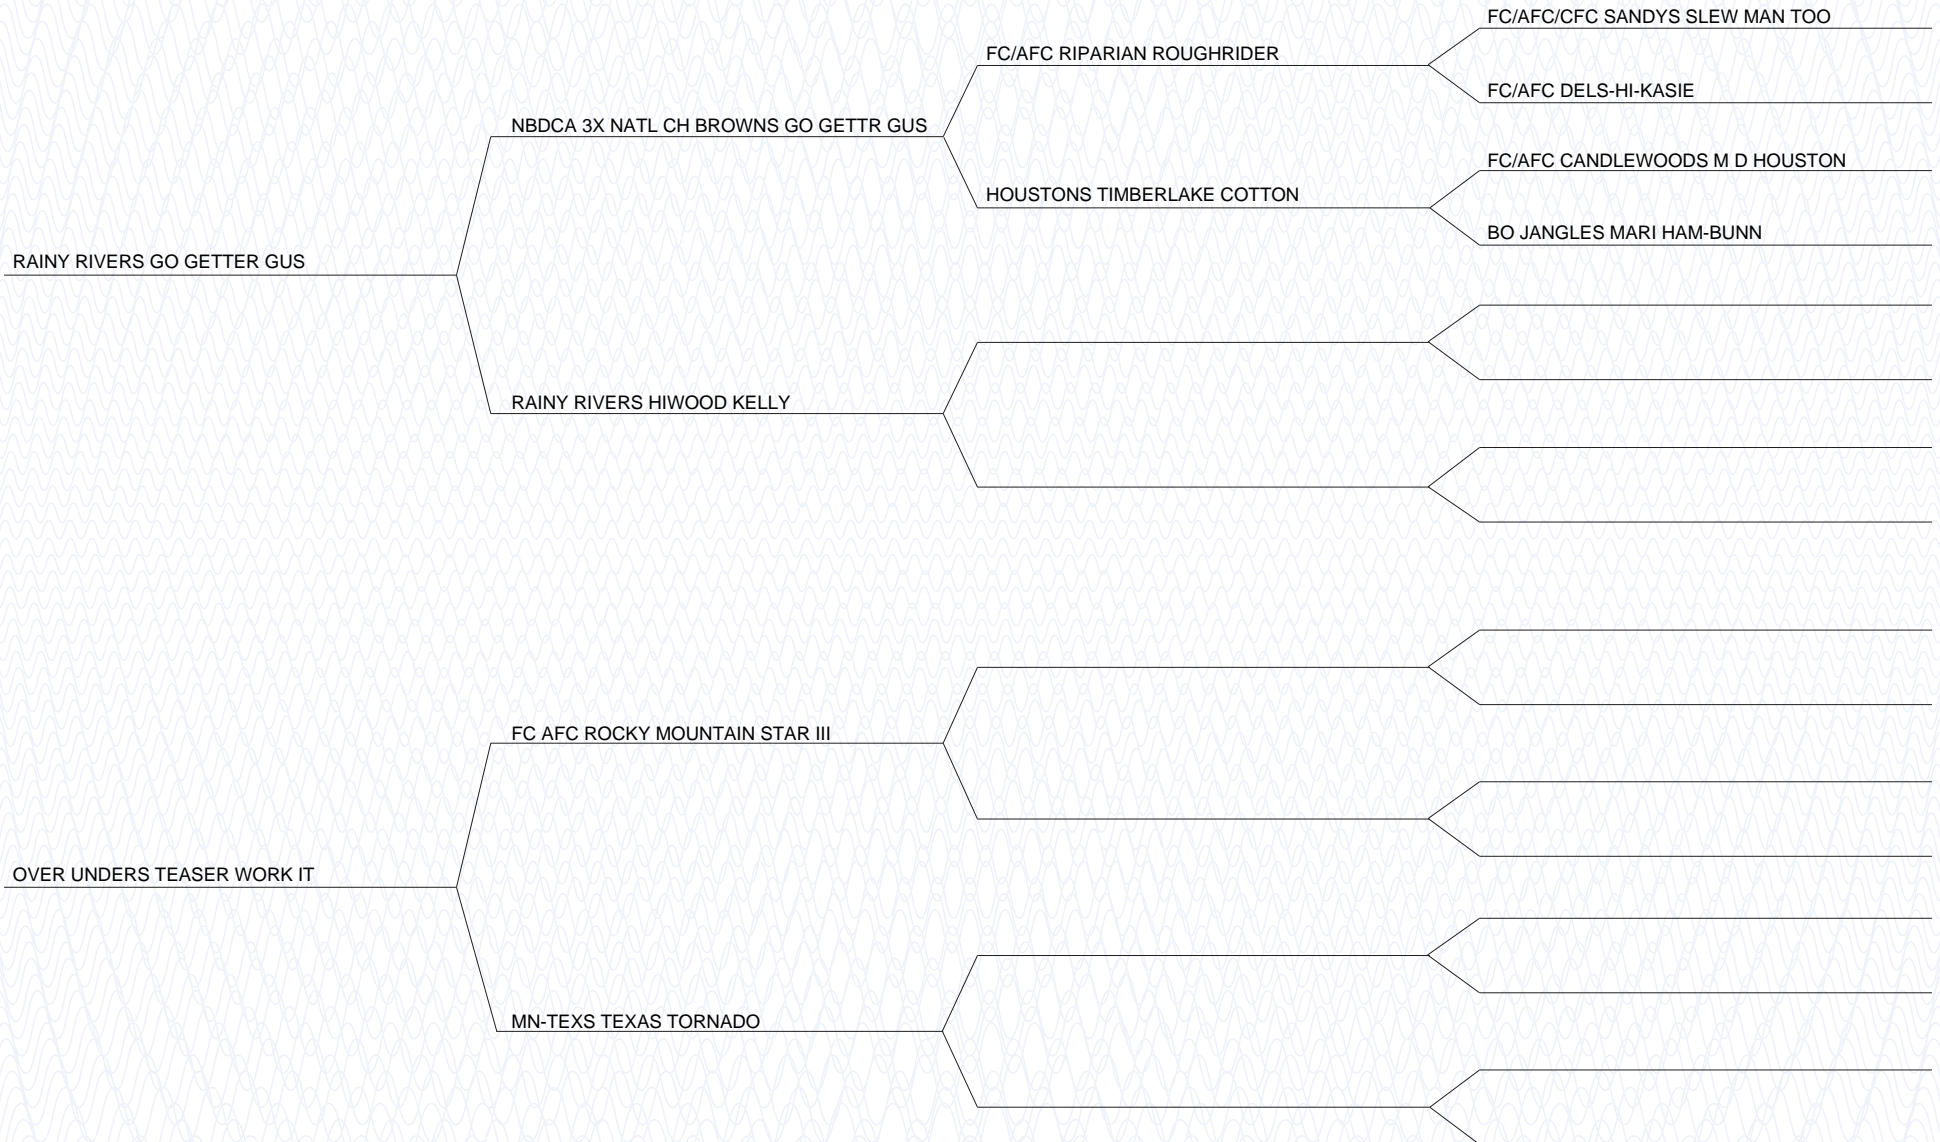 FC/AFC/CFC SANDYS SLEW MAN TOO
FC/AFC RIPARIAN ROUGHRIDER
FC/AFC DELS-HI-KASIE
NBDCA 3X NATL CH BROWNS GO GETTR GUS
FC/AFC CANDLEWOODS M D HOUSTON
HOUSTONS TIMBERLAKE COTTON
BO JANGLES MARI HAM-BUNN
RAINY RIVERS GO GETTER GUS
RAINY RIVERS HIWOOD KELLY
FC AFC ROCKY MOUNTAIN STAR III
OVER UNDERS TEASER WORK IT
MN-TEXS TEXAS TORNADO